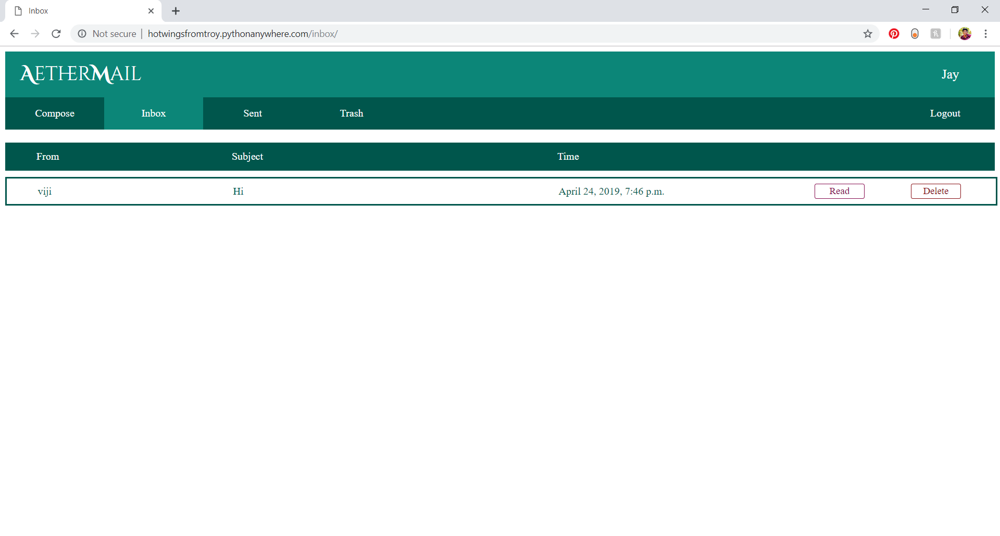 Inbox
Not secure | hotwingsfromtroy.pythonanywhere.com/inbox/
AETHERMAIL
Jay
Compose Inbox Sent Trash Logout
From Subject Time
viji Hi April 24, 2019, 7:46 p.m. Read Delete